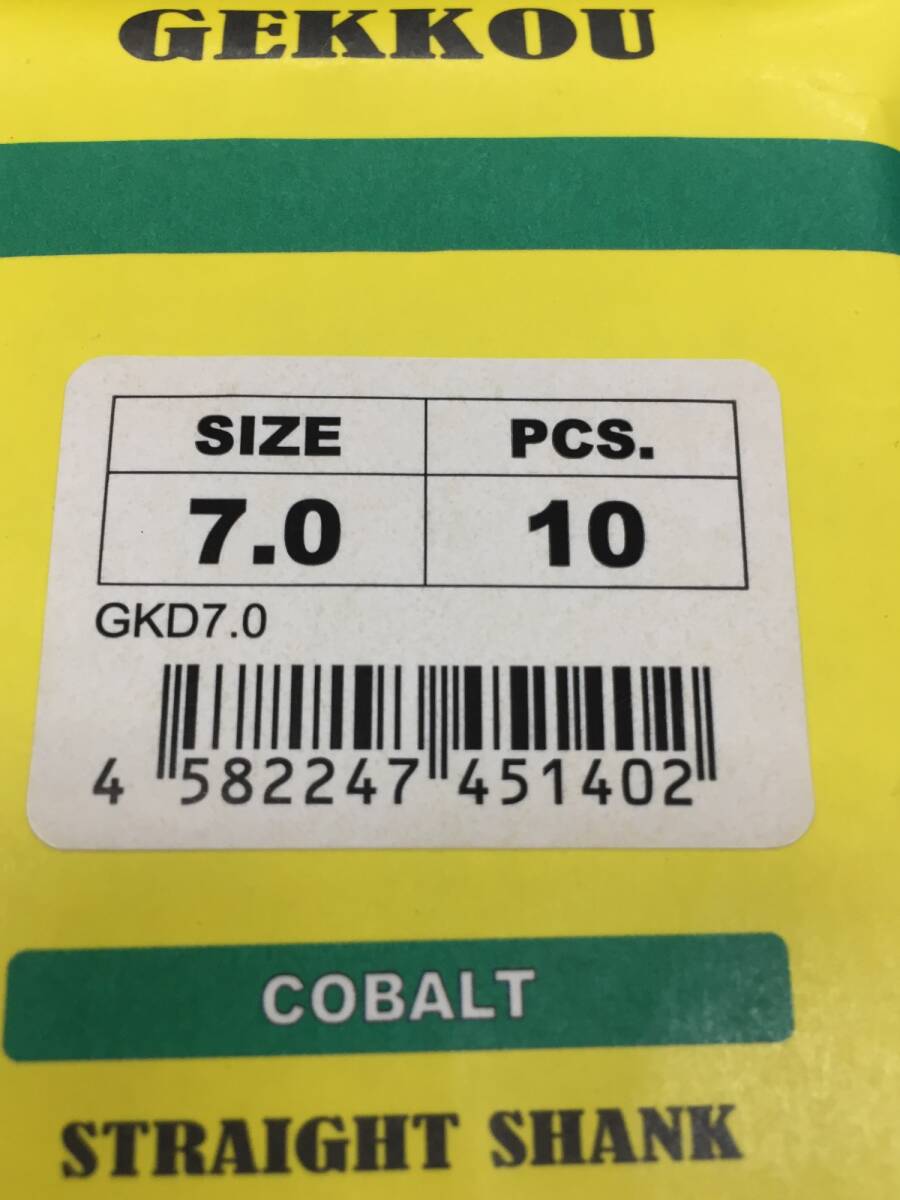 GEKKOU
SIZE PCS.
7.0 10
GKD7.0
4 582247 451402
COBALT
STRAIGHT SHANK